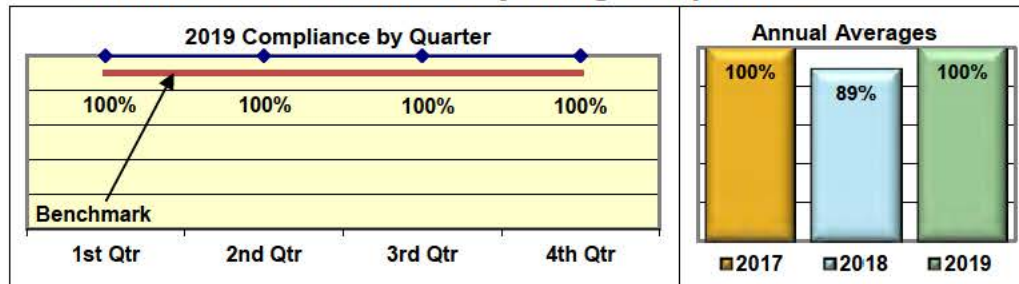 2019 Compliance by Quarter
100% 100% 100% 100%
Benchmark
1st Qtr 2nd Qtr 3rd Qtr 4th Qtr
Annual Averages
100% 89% 100%
2017 2018 2019